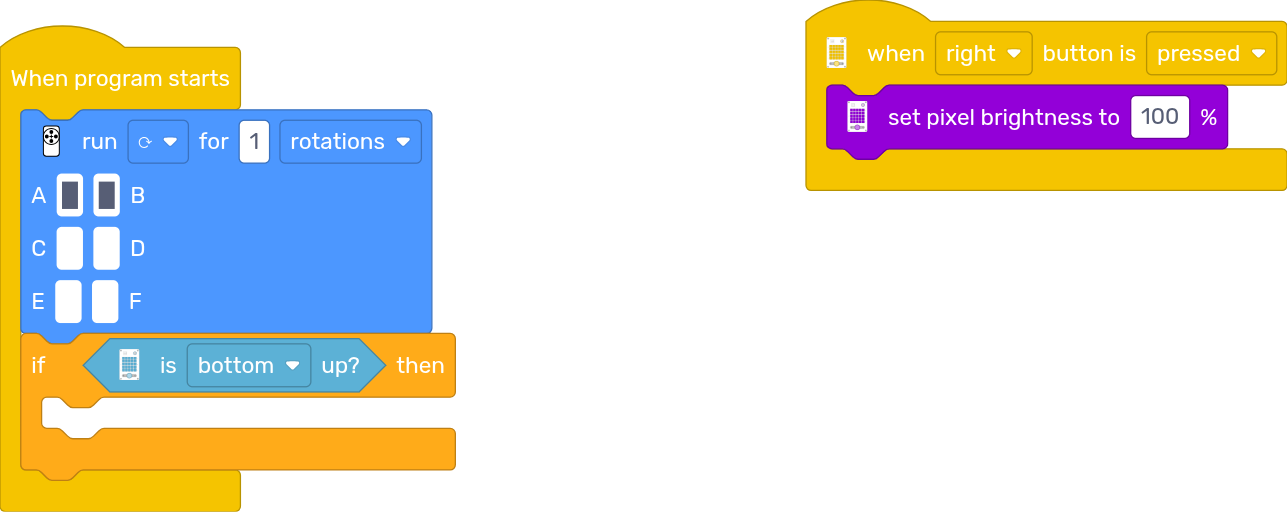 When program starts
run ⟳ for 1 rotations
A B
C D
E F
if is bottom up? then
when right button is pressed
set pixel brightness to 100 %